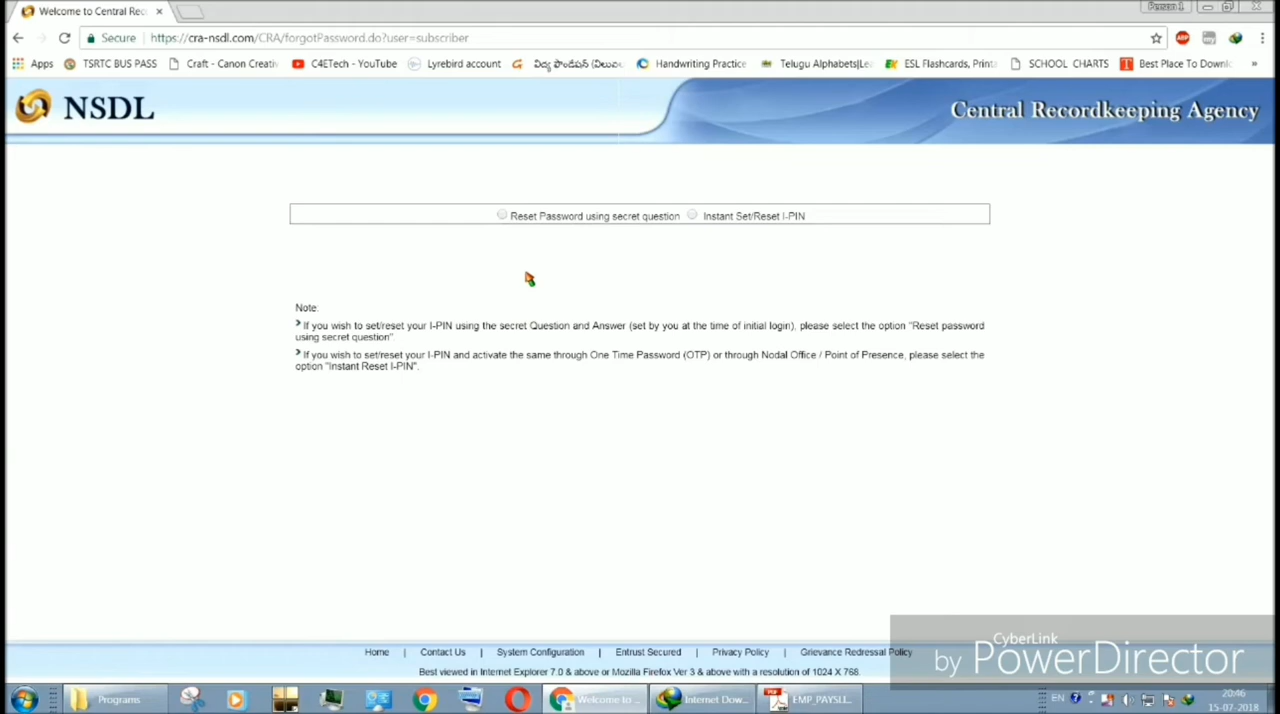 Welcome to Central Rec
Person 1
Secure https://cra-nsdl.com/CRA/forgotPassword.do?user=subscriber
ABP
Apps TSRTC BUS PASS Craft - Canon Creativ C4ETech - YouTube Lyrebird account విద్య ఫౌండేషన్ (విలువ Handwriting Practice Telugu Alphabets|Le ESL Flashcards, Print SCHOOL CHARTS Best Place To Downl »
NSDL
Central Recordkeeping Agency
Reset Password using secret question Instant Set/Reset I-PIN
Note:
If you wish to set/reset your I-PIN using the secret Question and Answer (set by you at the time of initial login), please select the option "Reset password
using secret question".
If you wish to set/reset your I-PIN and activate the same through One Time Password (OTP) or through Nodal Office / Point of Presence, please select the
option "Instant Reset I-PIN".
Home | Contact Us | System Configuration | Entrust Secured | Privacy Policy | Grievance Redressal Policy
Best viewed in Internet Explorer 7.0 & above or Mozilla Firefox Ver 3 & above with a resolution of 1024 X 768.
CyberLink
by PowerDirector
Programs Welcome to ... Internet Dow... EMP_PAYSLI... EN 20:46
15-07-2018